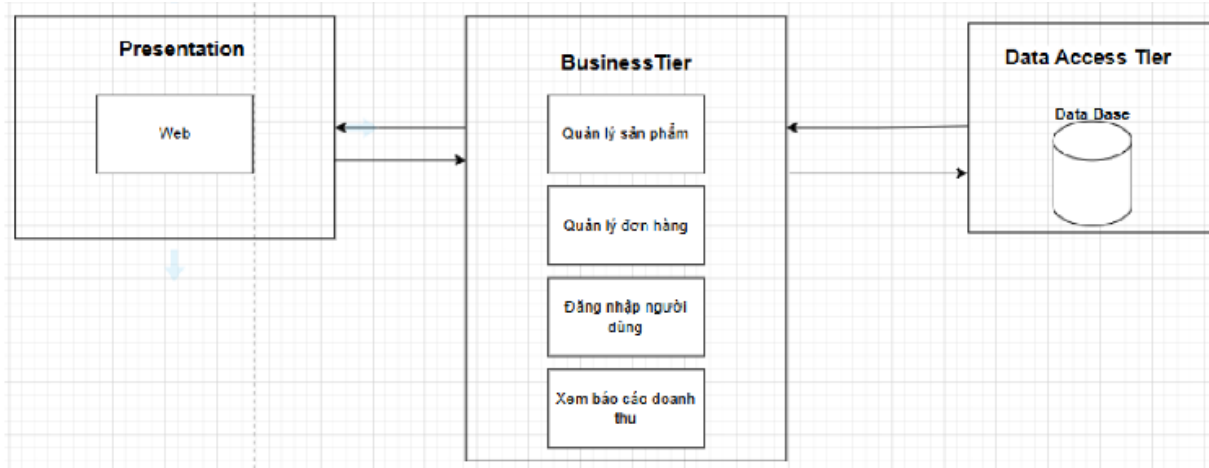 Presentation
Web
BusinessTier
Quản lý sản phẩm
Quản lý đơn hàng
Đăng nhập người
dùng
Xem báo cáo doanh
thu
Data Access Tier
Data Base